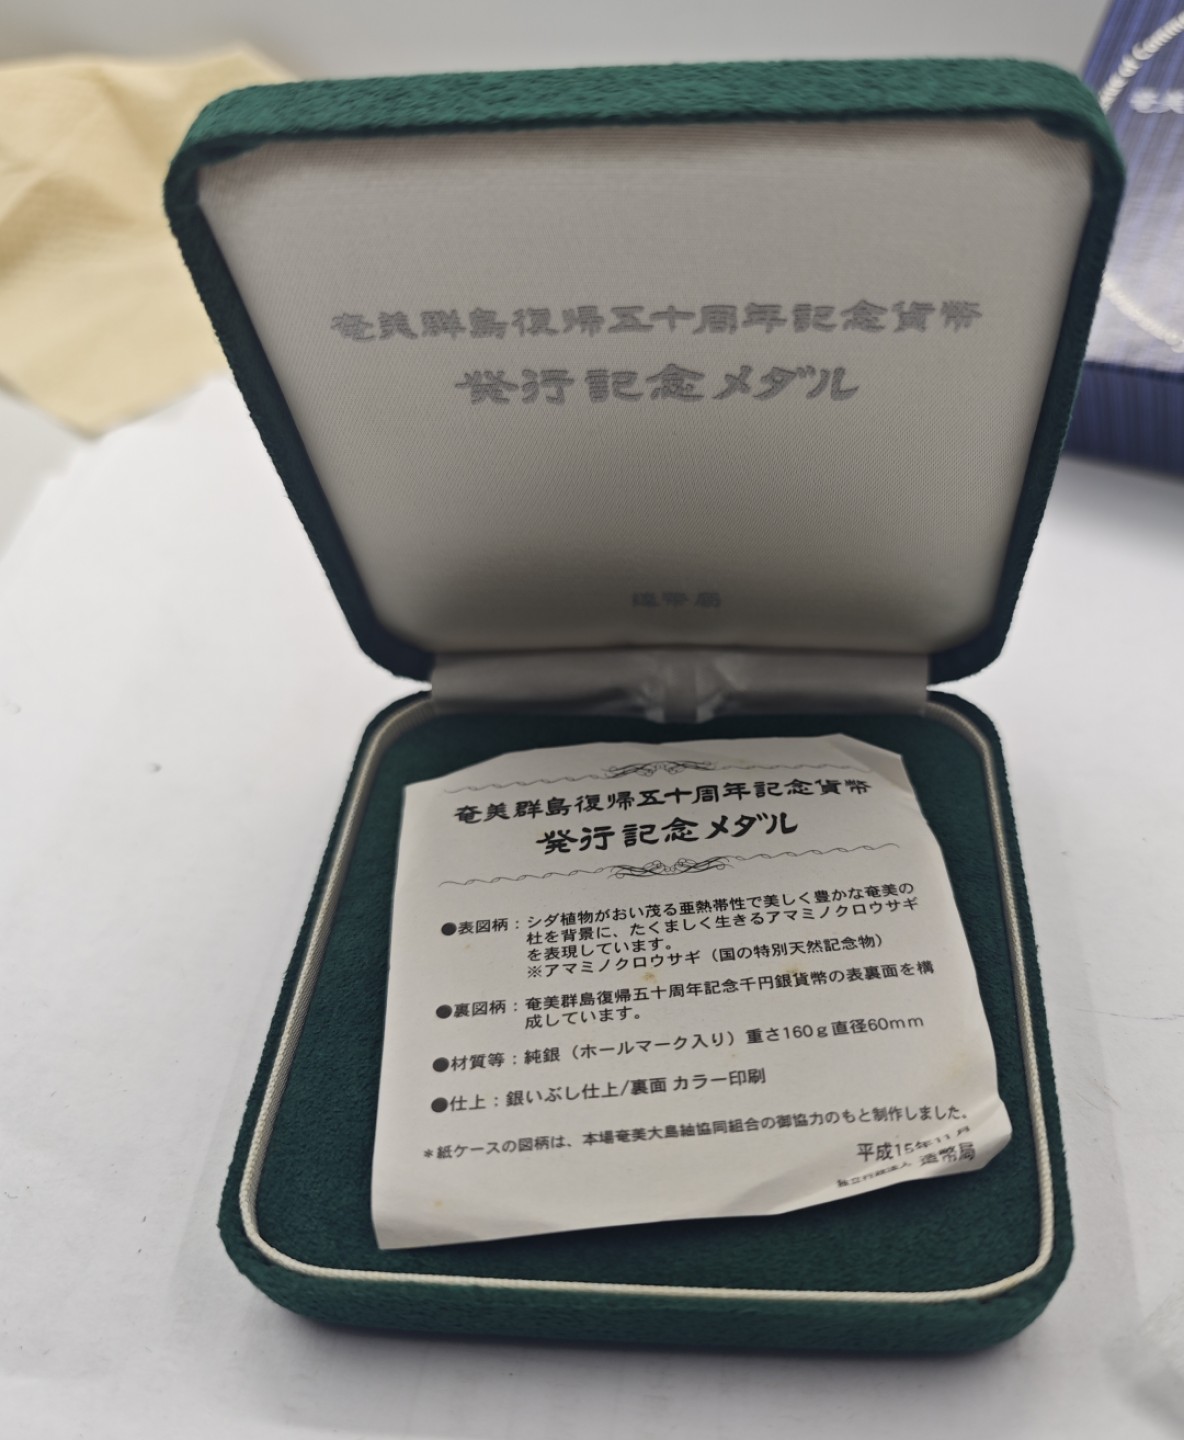 奄美群島復帰五十周年記念貨幣
発行記念メダル
造幣局
奄美群島復帰五十周年記念貨幣
発行記念メダル
●表図柄：シダ植物がおい茂る亜熱帯性で美しく豊かな奄美の
杜を背景に、たくましく生きるアマミノクロウサギ
を表現しています。
※アマミノクロウサギ（国の特別天然記念物）
●裏図柄：奄美群島復帰五十周年記念千円銀貨幣の表裏面を構
成しています。
●材質等：純銀（ホールマーク入り）重さ160g直径60mm
●仕上：銀いぶし仕上/裏面 カラー印刷
＊紙ケースの図柄は、本場奄美大島紬協同組合の御協力のもと制作しました。
平成15年11月
独立行政法人 造幣局